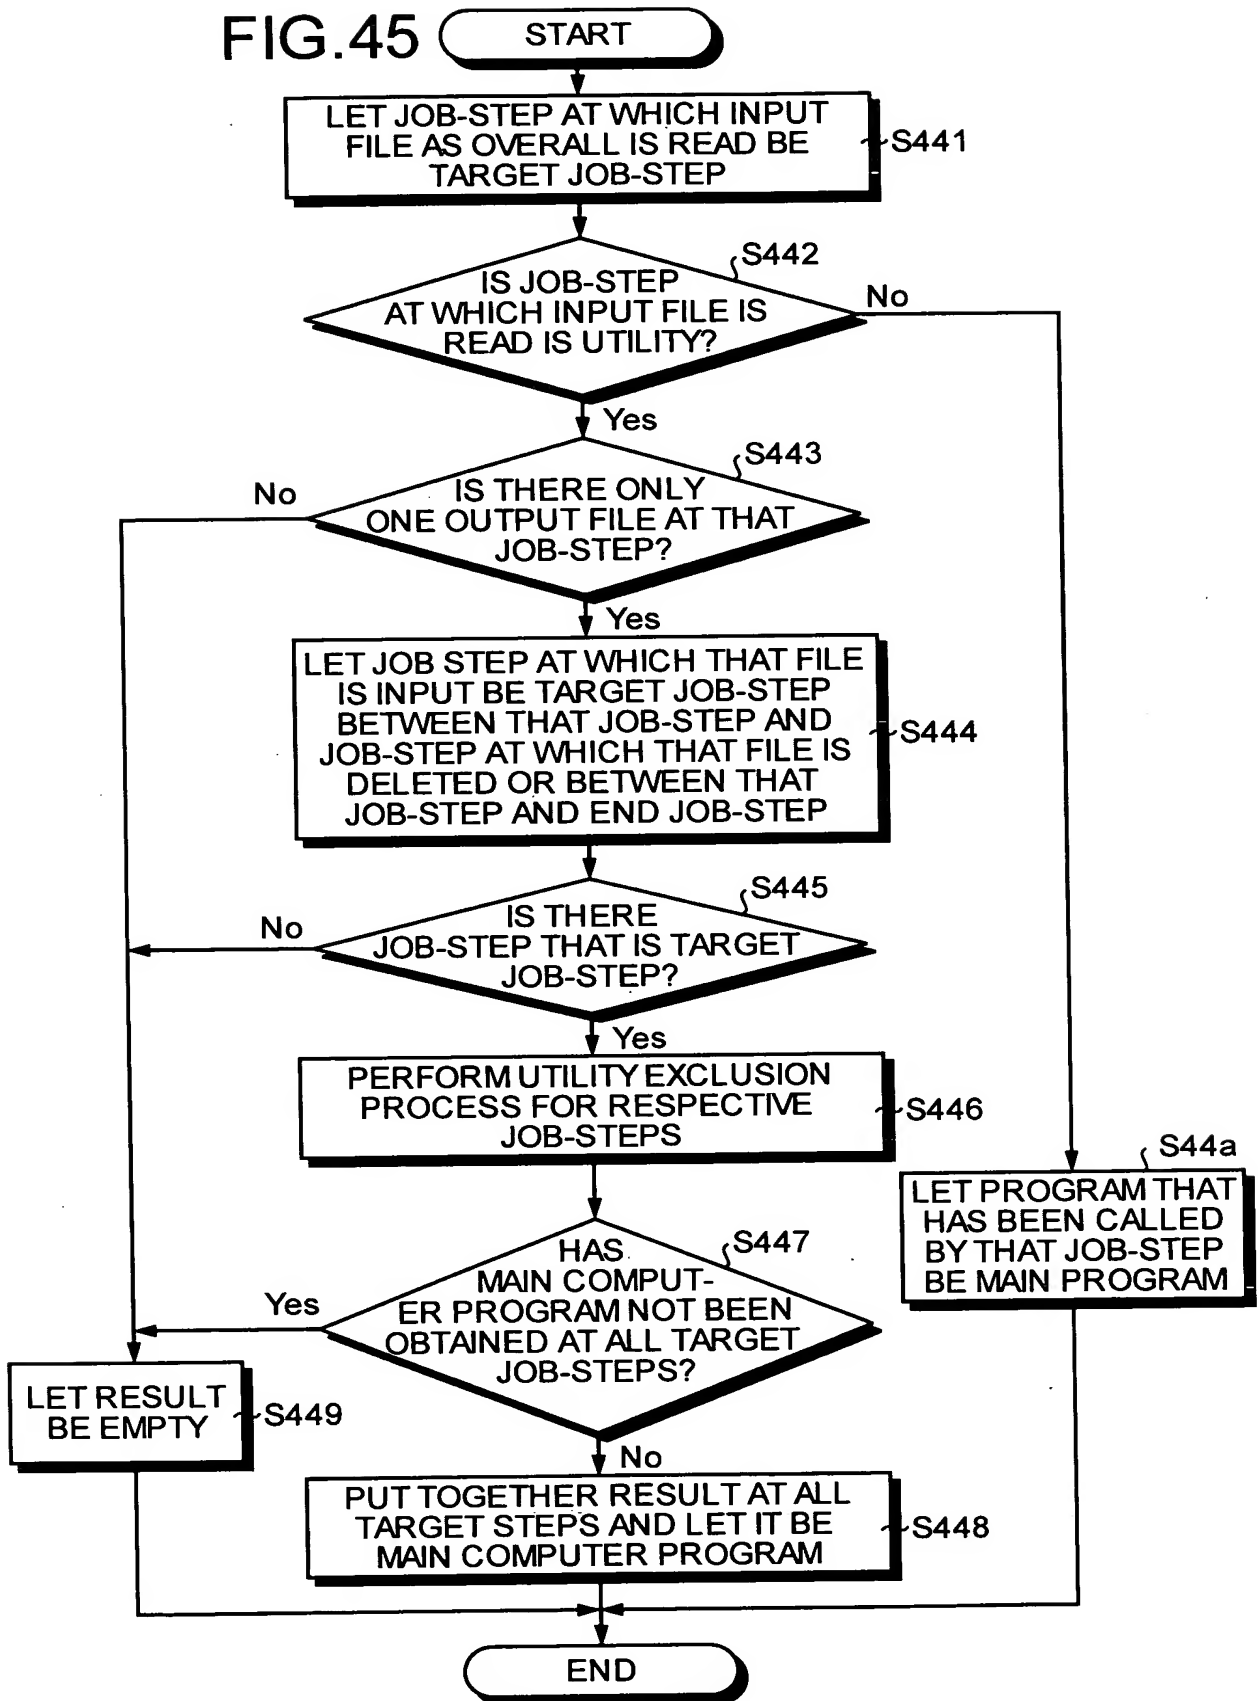 FIG.45
START
LET JOB-STEP AT WHICH INPUT
FILE AS OVERALL IS READ BE
TARGET JOB-STEP
S441
S442
IS JOB-STEP
AT WHICH INPUT FILE IS
READ IS UTILITY?
No
Yes
S443
No
IS THERE ONLY
ONE OUTPUT FILE AT THAT
JOB-STEP?
Yes
LET JOB STEP AT WHICH THAT FILE
IS INPUT BE TARGET JOB-STEP
BETWEEN THAT JOB-STEP AND
JOB-STEP AT WHICH THAT FILE IS
DELETED OR BETWEEN THAT
JOB-STEP AND END JOB-STEP
S444
S445
No
IS THERE
JOB-STEP THAT IS TARGET
JOB-STEP?
Yes
PERFORM UTILITY EXCLUSION
PROCESS FOR RESPECTIVE
JOB-STEPS
S446
S44a
LET PROGRAM THAT
HAS BEEN CALLED
BY THAT JOB-STEP
BE MAIN PROGRAM
S447
HAS
MAIN COMPUT-
ER PROGRAM NOT BEEN
OBTAINED AT ALL TARGET
JOB-STEPS?
Yes
LET RESULT
BE EMPTY
S449
No
PUT TOGETHER RESULT AT ALL
TARGET STEPS AND LET IT BE
MAIN COMPUTER PROGRAM
S448
END